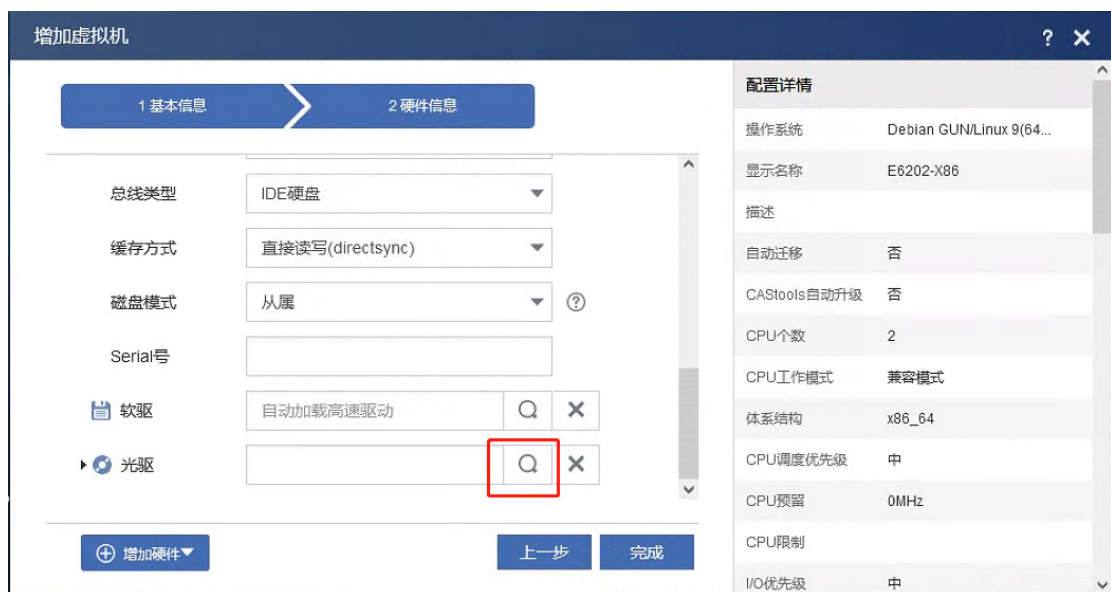 增加虚拟机
? ×
1 基本信息
2 硬件信息
总线类型
IDE硬盘
缓存方式
直接读写(directsync)
磁盘模式
从属
?
Serial号
软驱
自动加载高速驱动
光驱
增加硬件
上一步
完成
配置详情
操作系统 Debian GUN/Linux 9(64...
显示名称 E6202-X86
描述
自动迁移 否
CAStools自动升级 否
CPU个数 2
CPU工作模式 兼容模式
体系结构 x86_64
CPU调度优先级 中
CPU预留 0MHz
CPU限制
I/O优先级 中